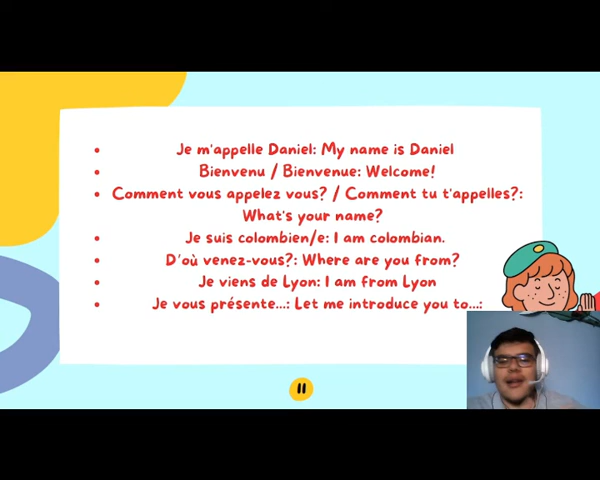 • Je m'appelle Daniel: My name is Daniel
• Bienvenu / Bienvenue: Welcome!
• Comment vous appelez vous? / Comment tu t'appelles?:
What's your name?
• Je suis colombien/e: I am colombian.
• D'où venez-vous?: Where are you from?
• Je viens de Lyon: I am from Lyon
• Je vous présente...: Let me introduce you to...:
11